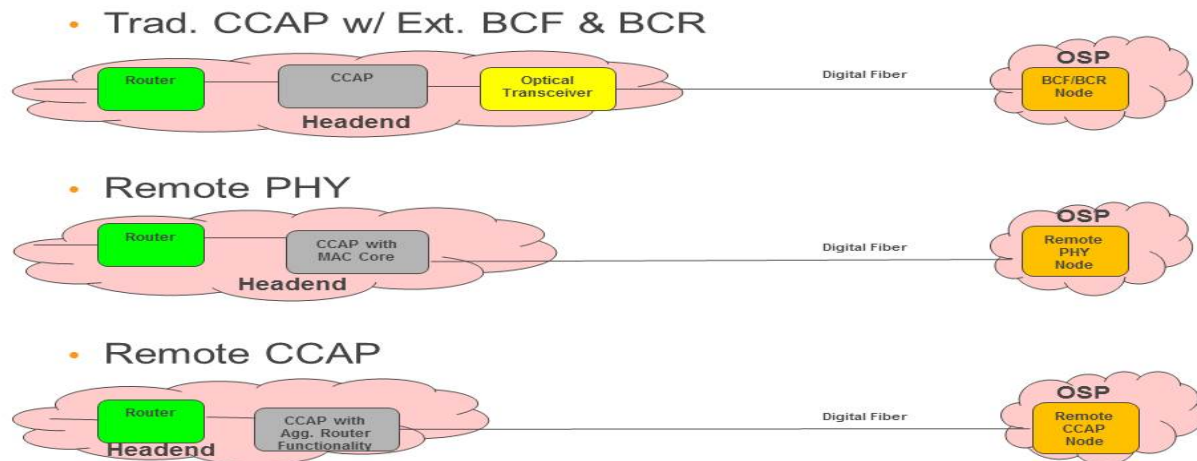 • Trad. CCAP w/ Ext. BCF & BCR
Router
CCAP
Optical
Transceiver
Headend
Digital Fiber
OSP
BCF/BCR
Node
• Remote PHY
Router
CCAP with
MAC Core
Headend
Digital Fiber
OSP
Remote
PHY
Node
• Remote CCAP
Router
CCAP with
Agg. Router
Functionality
Headend
Digital Fiber
OSP
Remote
CCAP
Node